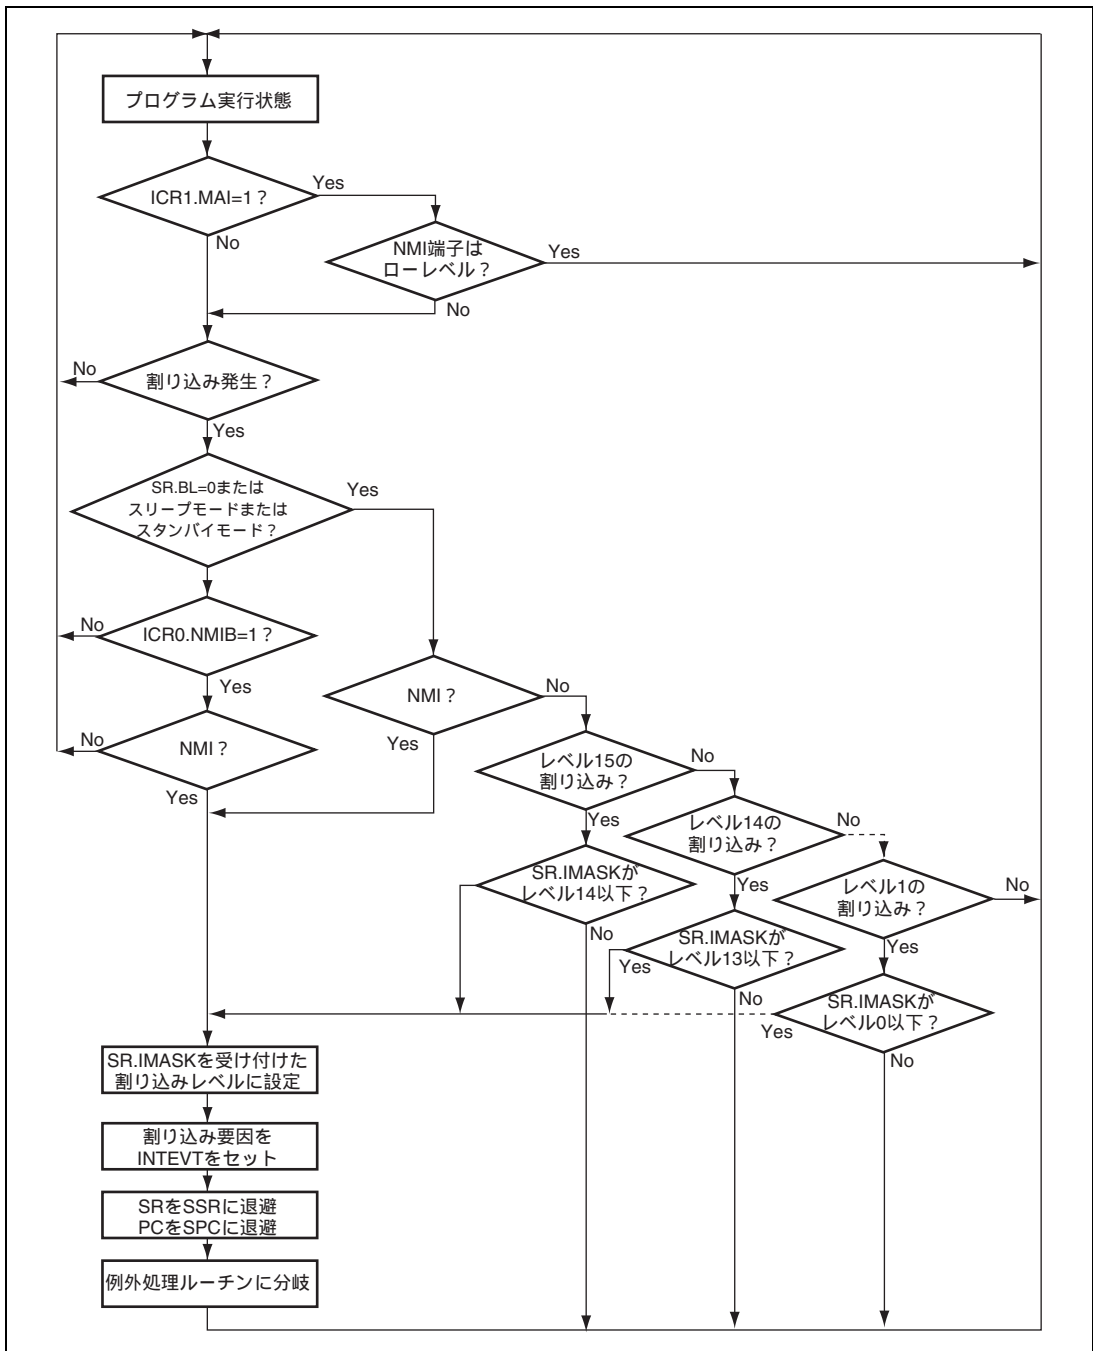 プログラム実行状態
ICR1.MAI=1？
Yes
No
NMI端子は
ローレベル？
Yes
No
割り込み発生？
No
Yes
SR.BL=0または
スリープモードまたは
スタンバイモード？
Yes
ICR0.NMIB=1？
No
Yes
NMI？
No
Yes
NMI？
No
Yes
レベル15の
割り込み？
No
Yes
レベル14の
割り込み？
No
Yes
レベル1の
割り込み？
No
Yes
SR.IMASKが
レベル14以下？
Yes
No
SR.IMASKが
レベル13以下？
Yes
No
SR.IMASKが
レベル0以下？
Yes
No
SR.IMASKを受け付けた
割り込みレベルに設定
割り込み要因を
INTEVTをセット
SRをSSRに退避
PCをSPCに退避
例外処理ルーチンに分岐